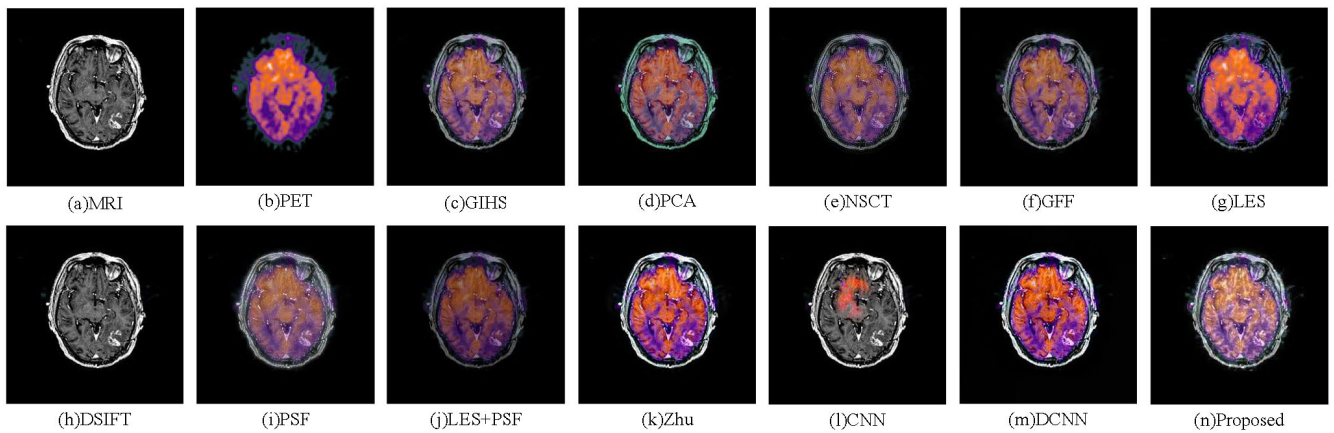 (a)MRI
(b)PET
(c)GIHS
(d)PCA
(e)NSCT
(f)GFF
(g)LES
(h)DSIFT
(i)PSF
(j)LES+PSF
(k)Zhu
(l)CNN
(m)DCNN
(n)Proposed